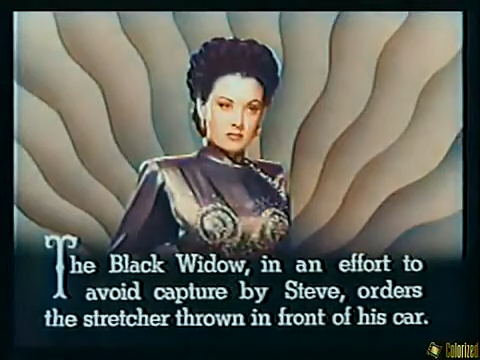 The Black Widow, in an effort to
avoid capture by Steve, orders
the stretcher thrown in front of his car.
Colorized